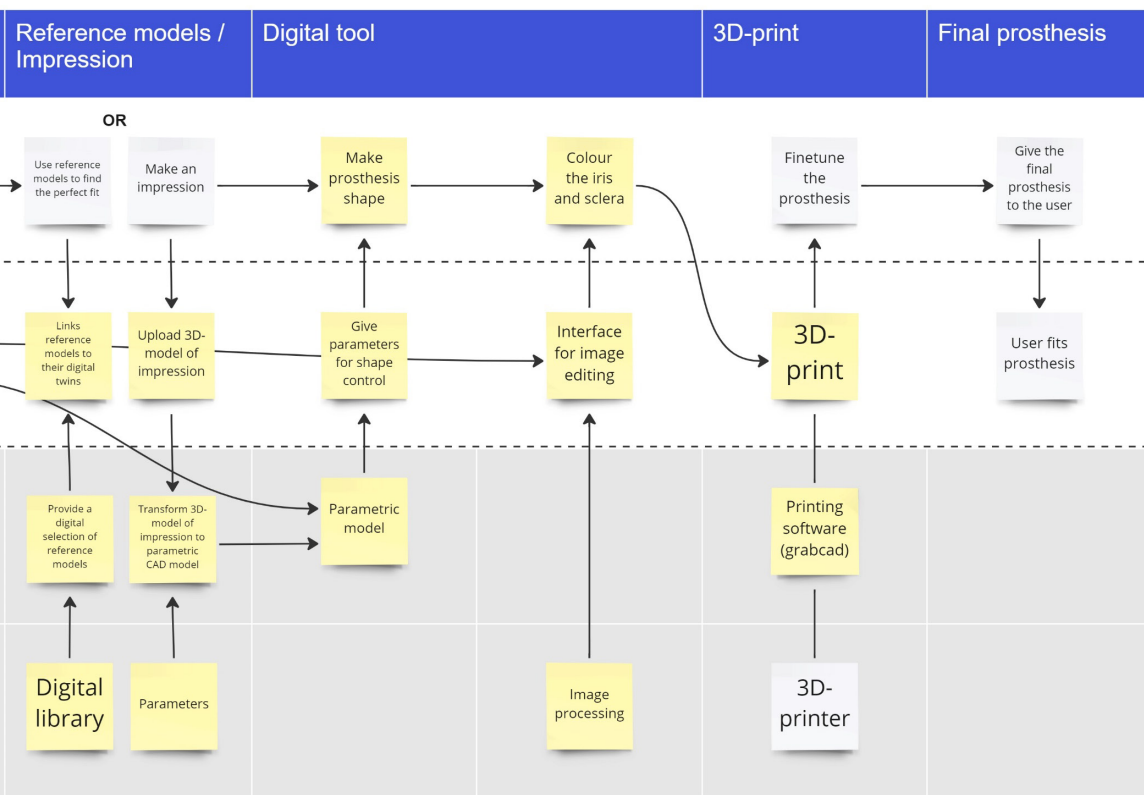 Reference models /
Impression
Digital tool
3D-print
Final prosthesis
OR
Use reference
models to find
the perfect fit
Make an
impression
Make
prosthesis
shape
Colour
the iris
and sclera
Finetune
the
prosthesis
Give the
final
prosthesis
to the user
Links
reference
models to
their digital
twins
Upload 3D-
model of
impression
Give
parameters
for shape
control
Interface
for image
editing
3D-
print
User fits
prosthesis
Provide a
digital
selection of
reference
models
Transform 3D-
model of
impression to
parametric
CAD model
Parametric
model
Printing
software
(grabcad)
Digital
library
Parameters
Image
processing
3D-
printer